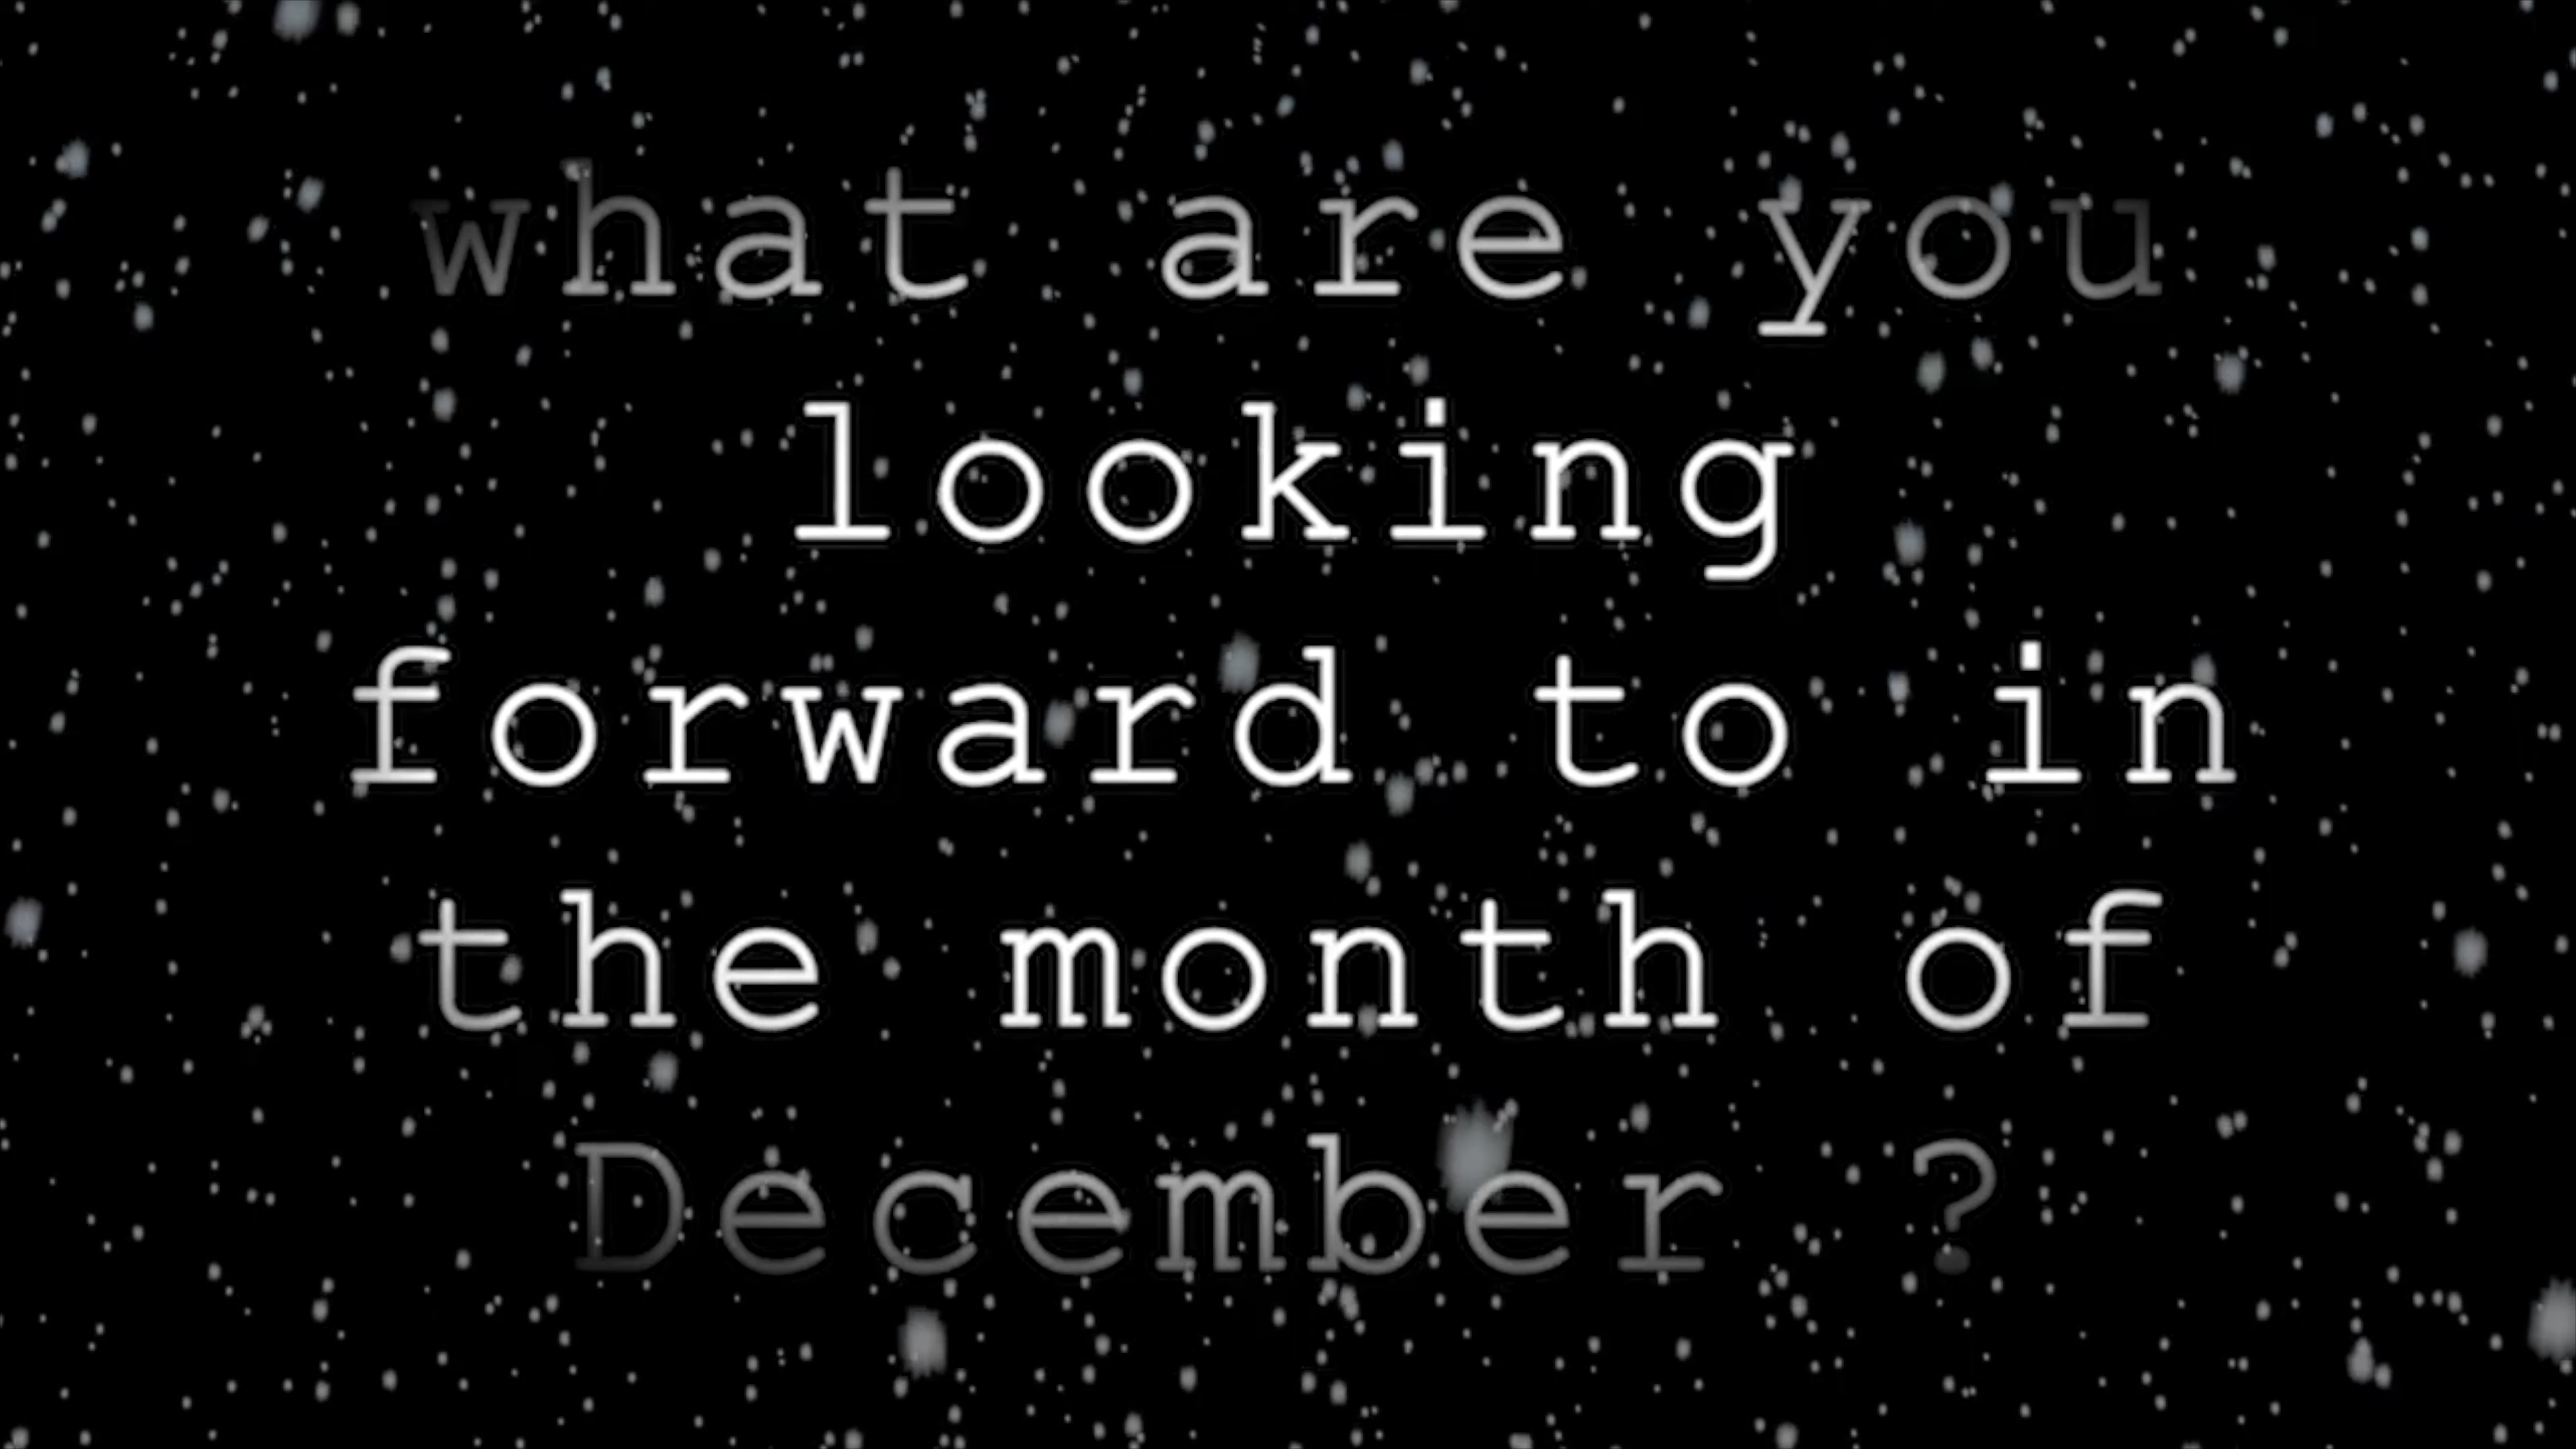 what are you
looking
forward to in
the month of
December ?